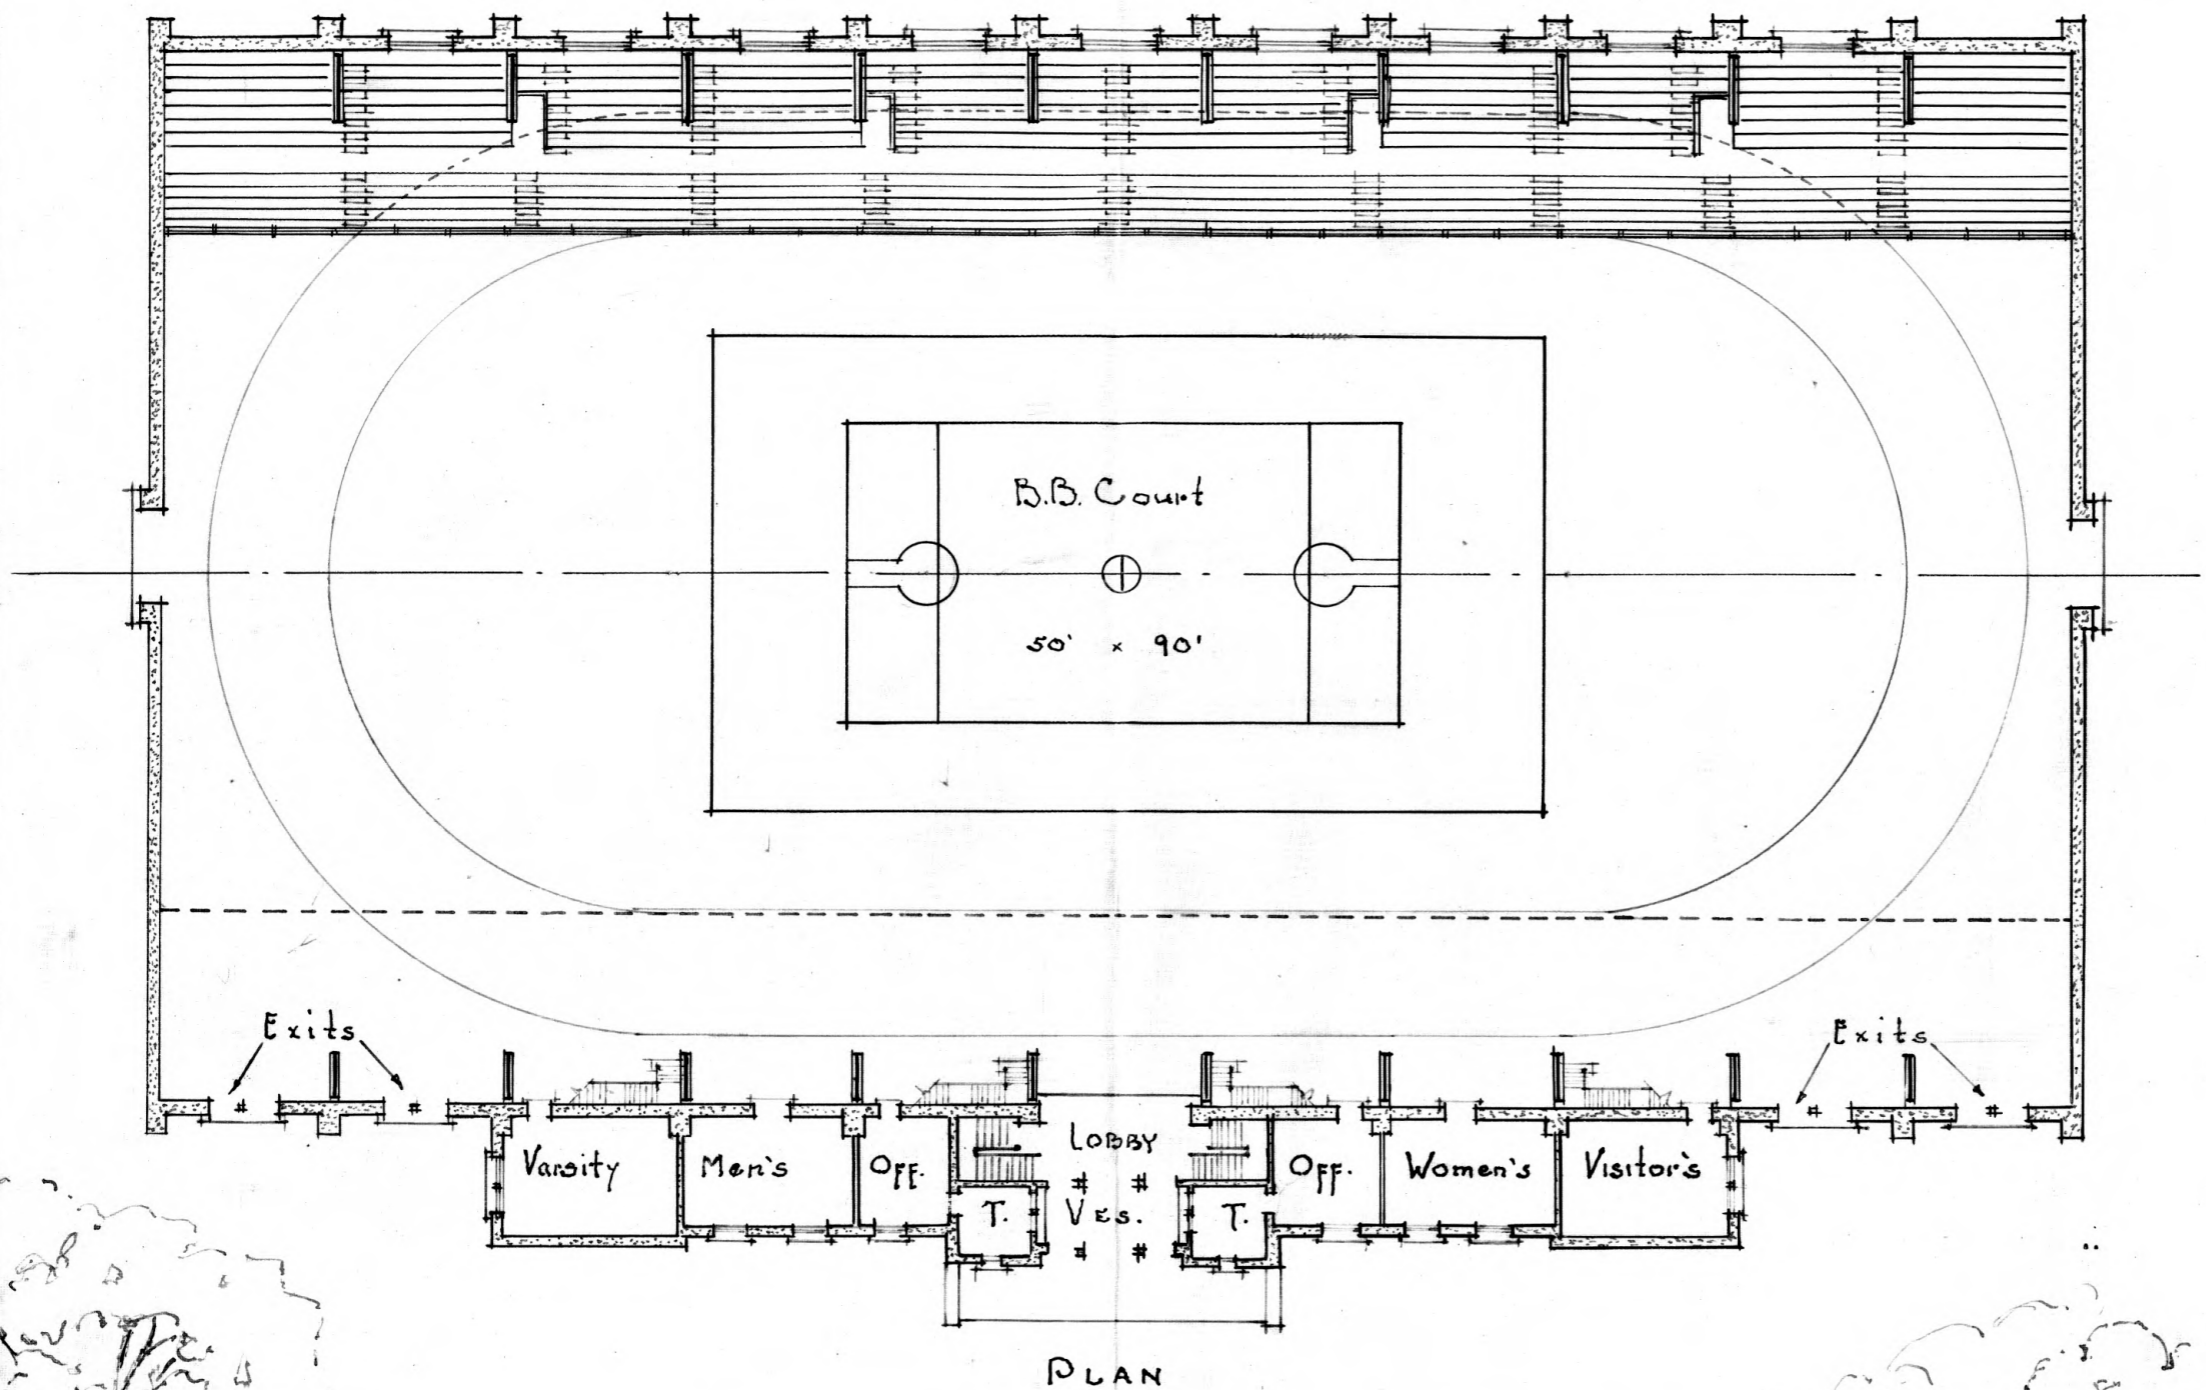 B.B. Court
50' x 90'
Exits
Exits
Varsity
Men's
Off.
LOBBY
Off.
Women's
Visitor's
T.
VES.
T.
PLAN